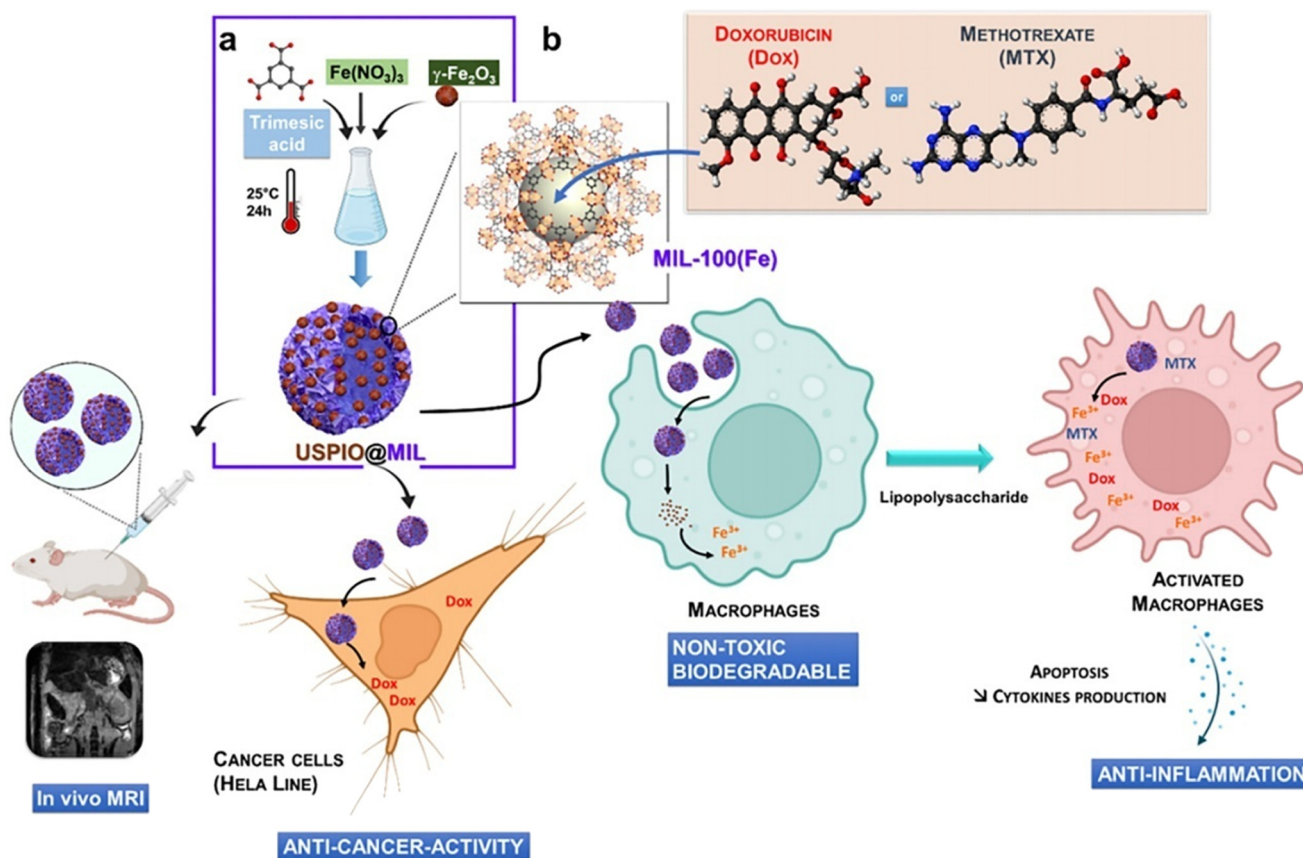 a
Fe(NO₃)₃
γ-Fe₂O₃
Trimesic
acid
25°C
24h
USPIO@MIL
b
DOXORUBICIN
(DOX)
or
METHOTREXATE
(MTX)
MIL-100(Fe)
In vivo MRI
Dox
Dox
Dox
CANCER CELLS
(HELA LINE)
ANTI-CANCER-ACTIVITY
Fe³⁺
Fe³⁺
MACROPHAGES
NON-TOXIC
BIODEGRADABLE
Lipopolysaccharide
MTX
Dox
Fe³⁺
MTX
Fe³⁺
Dox
Fe³⁺
Dox
Fe³⁺
ACTIVATED
MACROPHAGES
APOPTOSIS
↘ CYTOKINES PRODUCTION
ANTI-INFLAMMATION